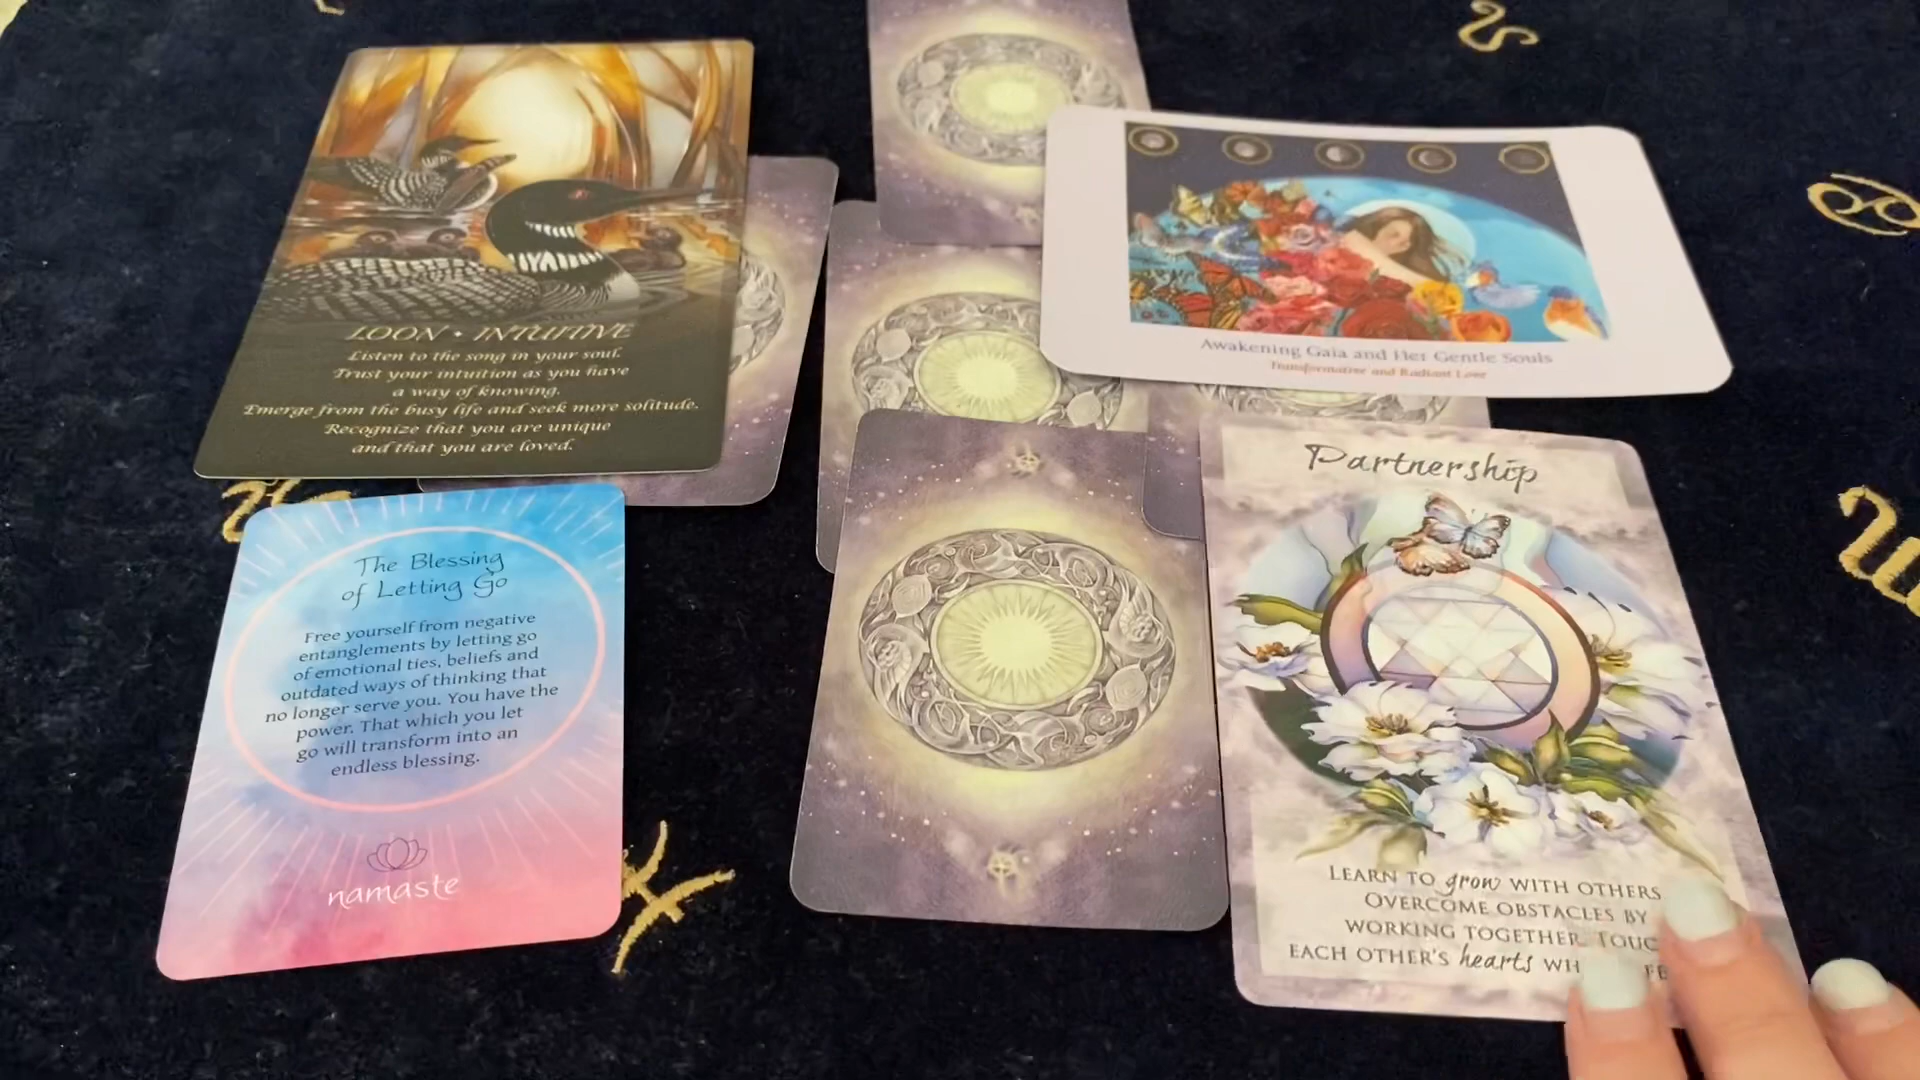 LOON • INTUITIVE
Listen to the song in your soul.
Trust your intuition as you have
a way of knowing.
Emerge from the busy life and seek more solitude.
Recognize that you are unique
and that you are loved.
Awakening Gaia and Her Gentle Souls
Transformative and Radiant Love
The Blessing
of Letting Go
Free yourself from negative
entanglements by letting go
of emotional ties, beliefs and
outdated ways of thinking that
no longer serve you. You have the
power. That which you let
go will transform into an
endless blessing.
namaste
Partnership
LEARN TO grow WITH OTHERS
OVERCOME OBSTACLES BY
WORKING TOGETHER.
EACH OTHER'S hearts